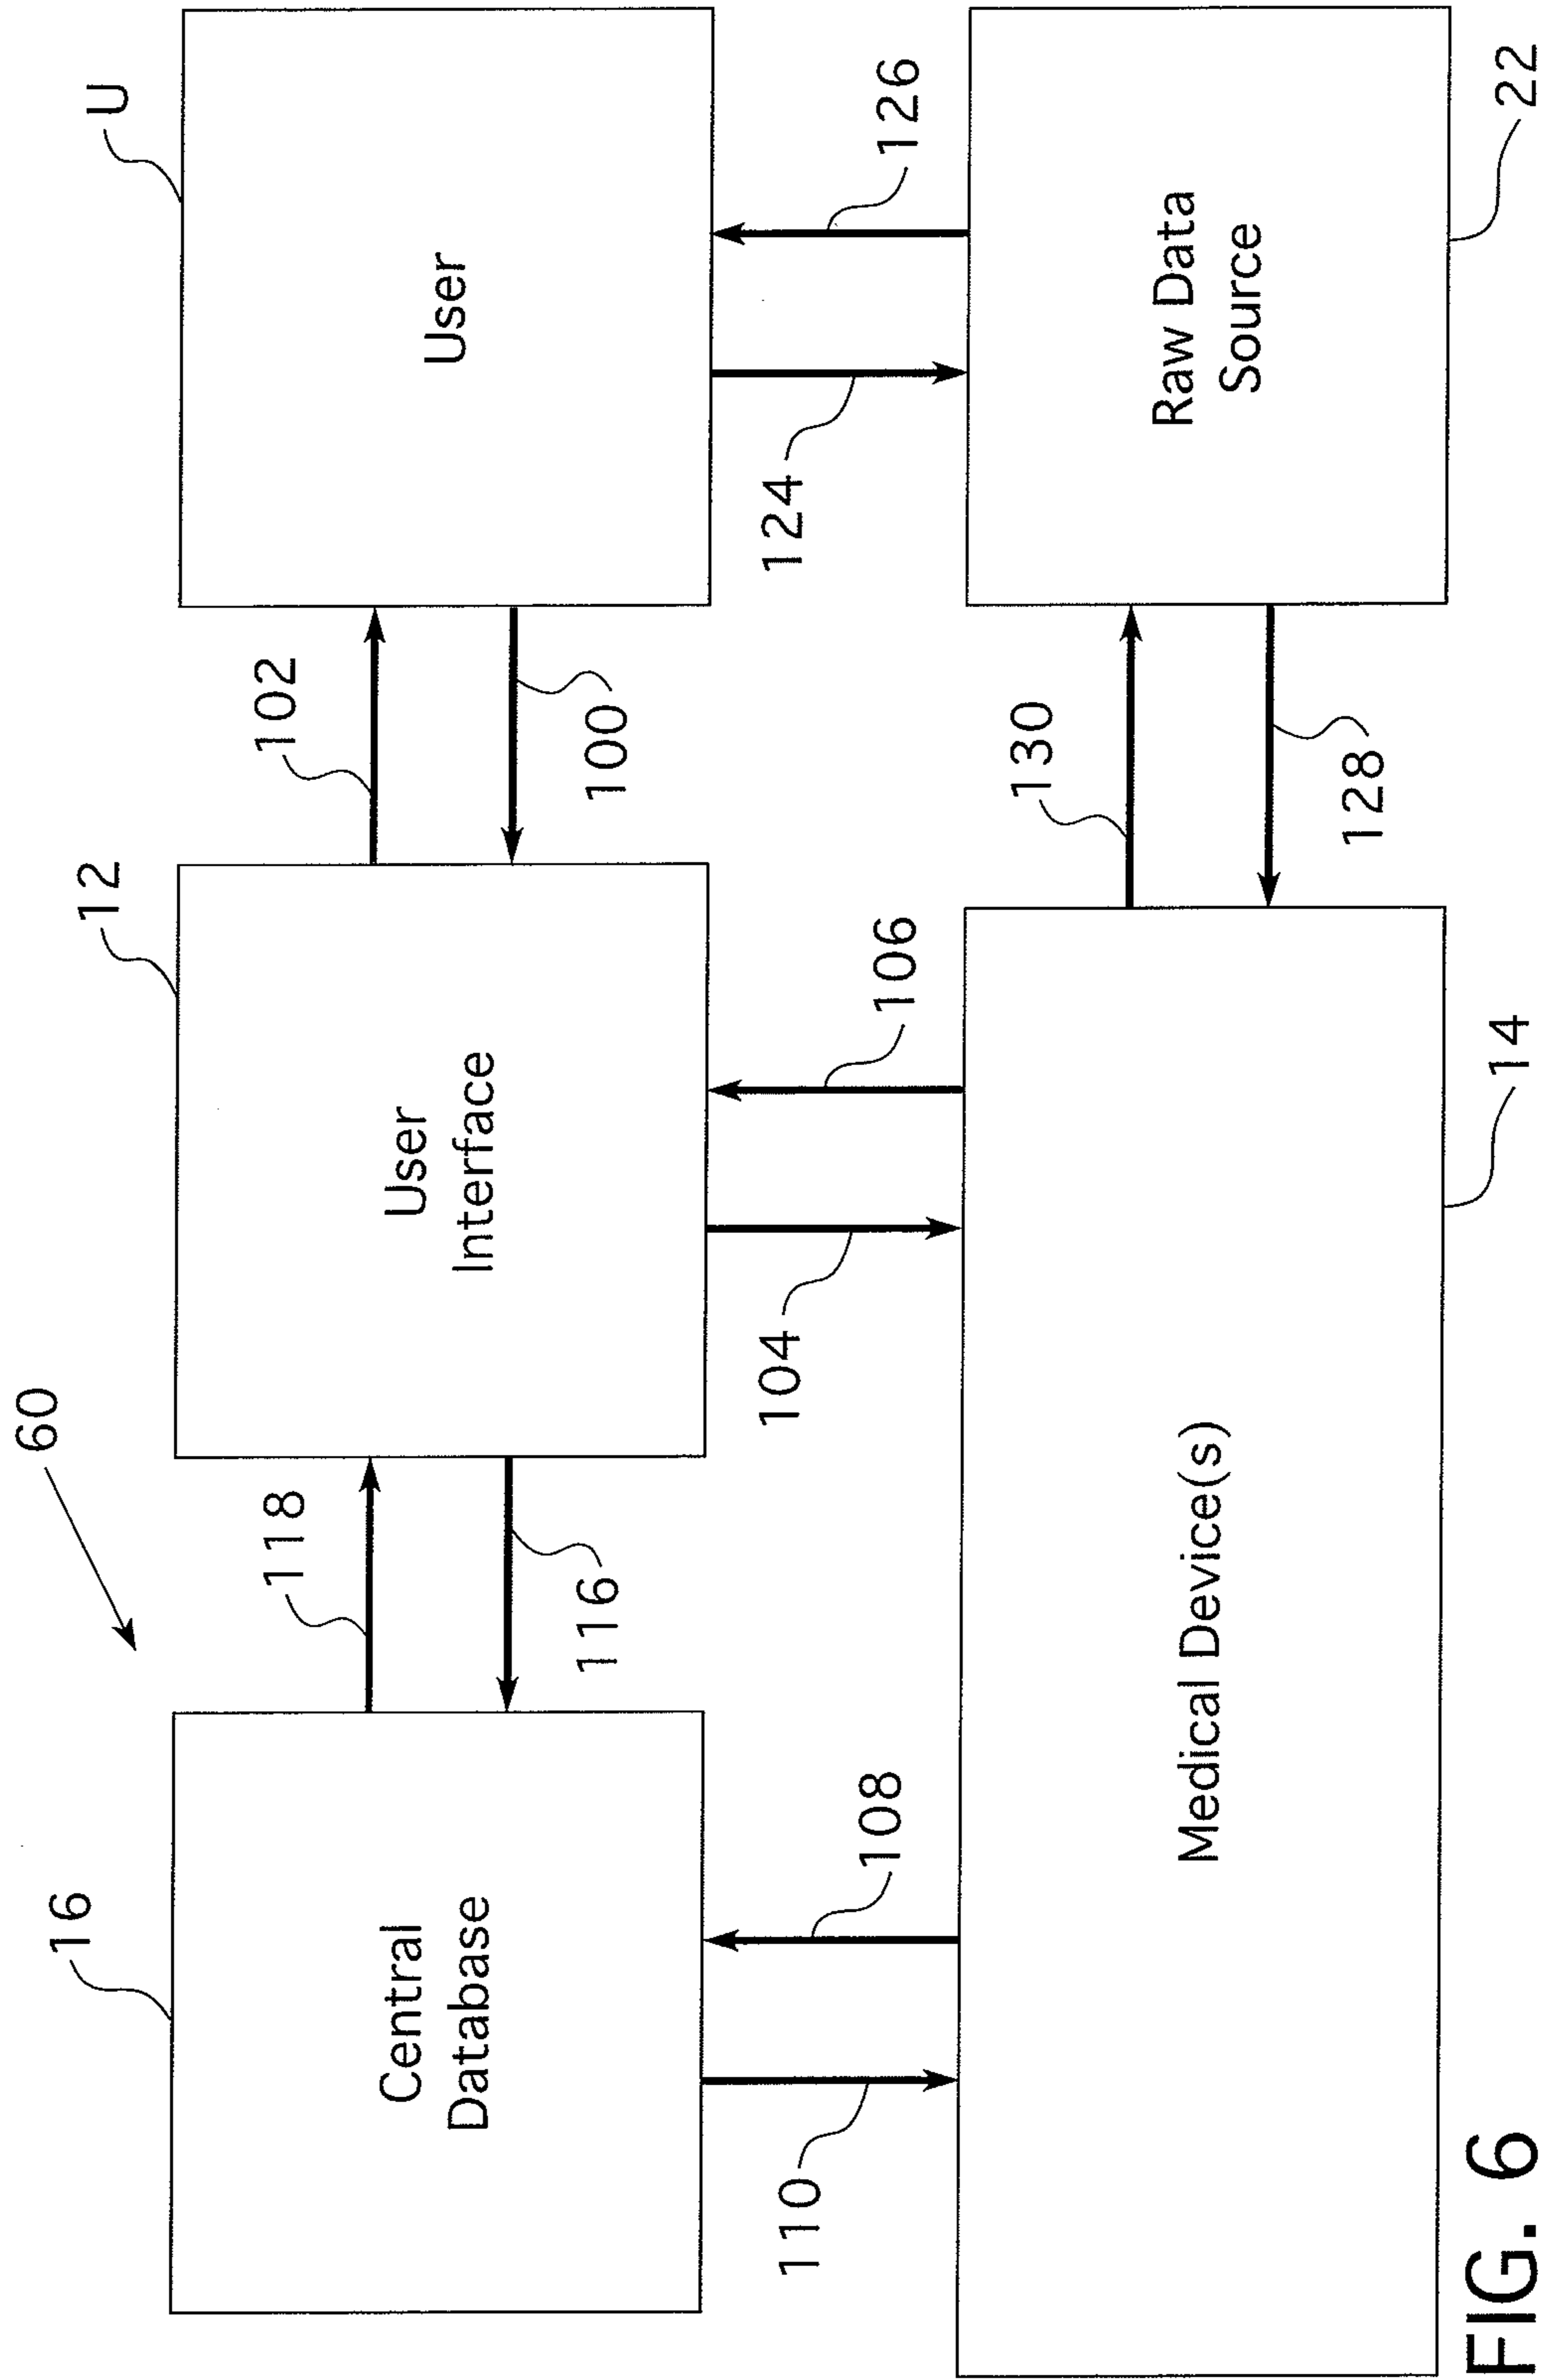 60
16
12
U
Central
Database
User
Interface
User
118
116
102
100
110
108
104
106
124
126
Medical Device(s)
Raw Data
Source
130
128
14
22
FIG. 6